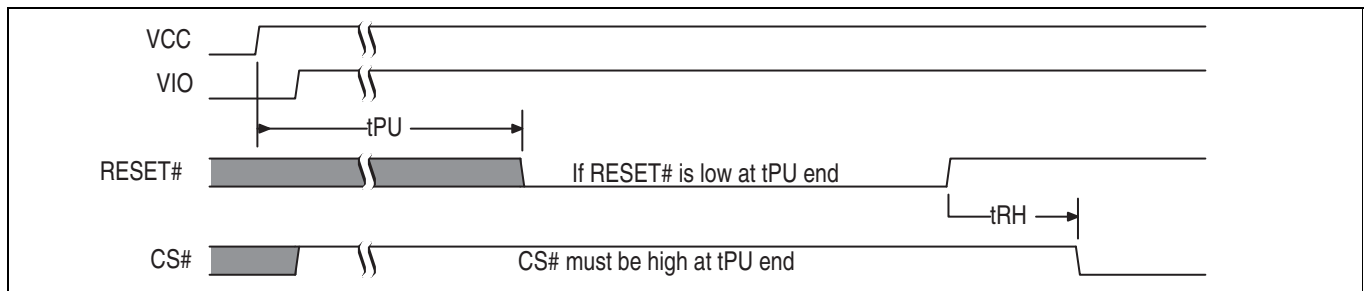 VCC
VIO
tPU
RESET# If RESET# is low at tPU end
tRH
CS# CS# must be high at tPU end